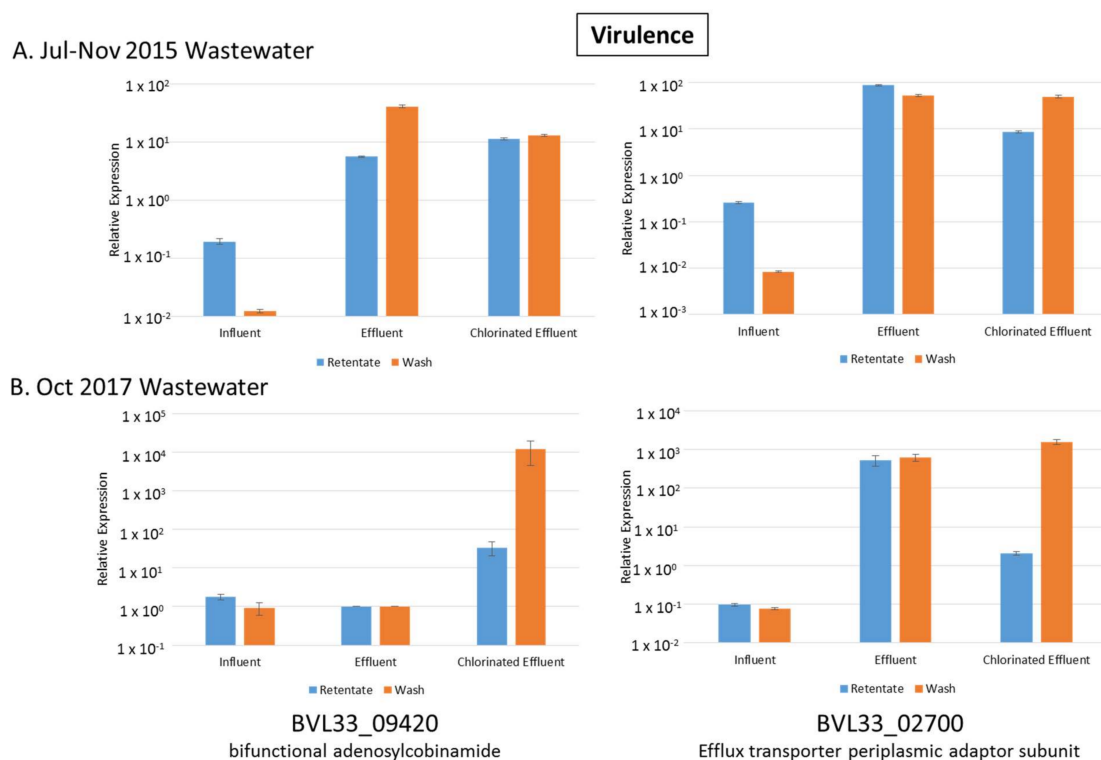 Virulence
A. Jul-Nov 2015 Wastewater
Relative Expression
1 x 10²
1 x 10¹
1 x 10⁰
1 x 10⁻¹
1 x 10⁻²
Influent Effluent Chlorinated Effluent
Retentate Wash
Relative Expression
1 x 10²
1 x 10¹
1 x 10⁰
1 x 10⁻¹
1 x 10⁻²
1 x 10⁻³
Influent Effluent Chlorinated Effluent
Retentate Wash
B. Oct 2017 Wastewater
Relative Expression
1 x 10⁵
1 x 10⁴
1 x 10³
1 x 10²
1 x 10¹
1 x 10⁰
1 x 10⁻¹
Influent Effluent Chlorinated Effluent
Retentate Wash
BVL33_09420
bifunctional adenosylcobinamide
Relative Expression
1 x 10⁴
1 x 10³
1 x 10²
1 x 10¹
1 x 10⁰
1 x 10⁻¹
1 x 10⁻²
Influent Effluent Chlorinated Effluent
Retentate Wash
BVL33_02700
Efflux transporter periplasmic adaptor subunit